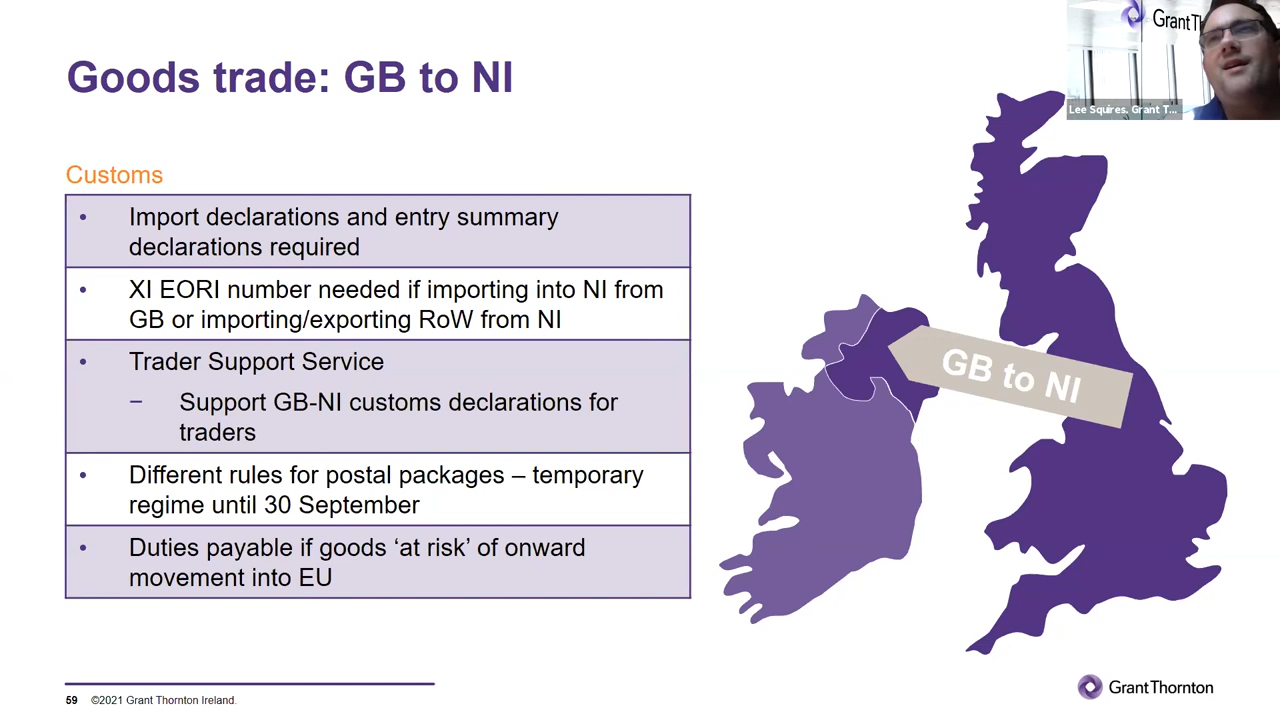 Goods trade: GB to NI
Grant Th
Lee Squires. Grant T...
Customs
• Import declarations and entry summary
declarations required
• XI EORI number needed if importing into NI from
GB or importing/exporting RoW from NI
• Trader Support Service
– Support GB-NI customs declarations for
traders
• Different rules for postal packages – temporary
regime until 30 September
• Duties payable if goods ‘at risk’ of onward
movement into EU
GB to NI
59 ©2021 Grant Thornton Ireland.
Grant Thornton